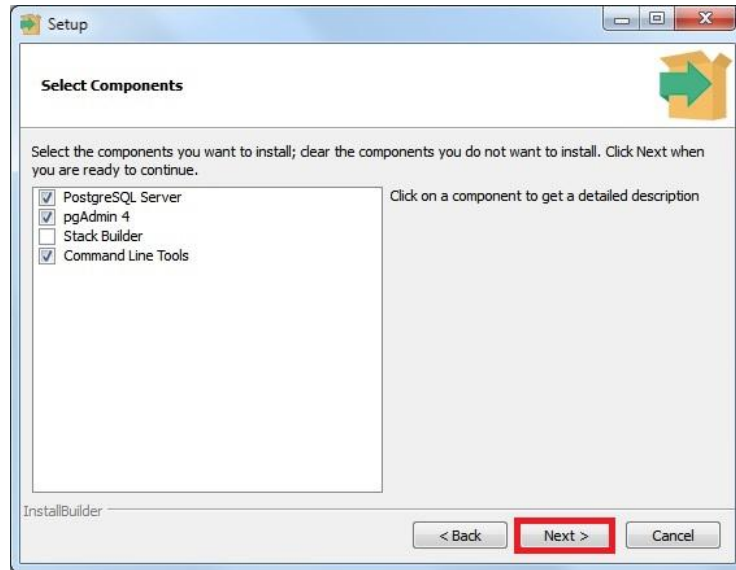 Setup
Select Components
Select the components you want to install; clear the components you do not want to install. Click Next when
you are ready to continue.
PostgreSQL Server
pgAdmin 4
Stack Builder
Command Line Tools
Click on a component to get a detailed description
InstallBuilder
< Back
Next >
Cancel